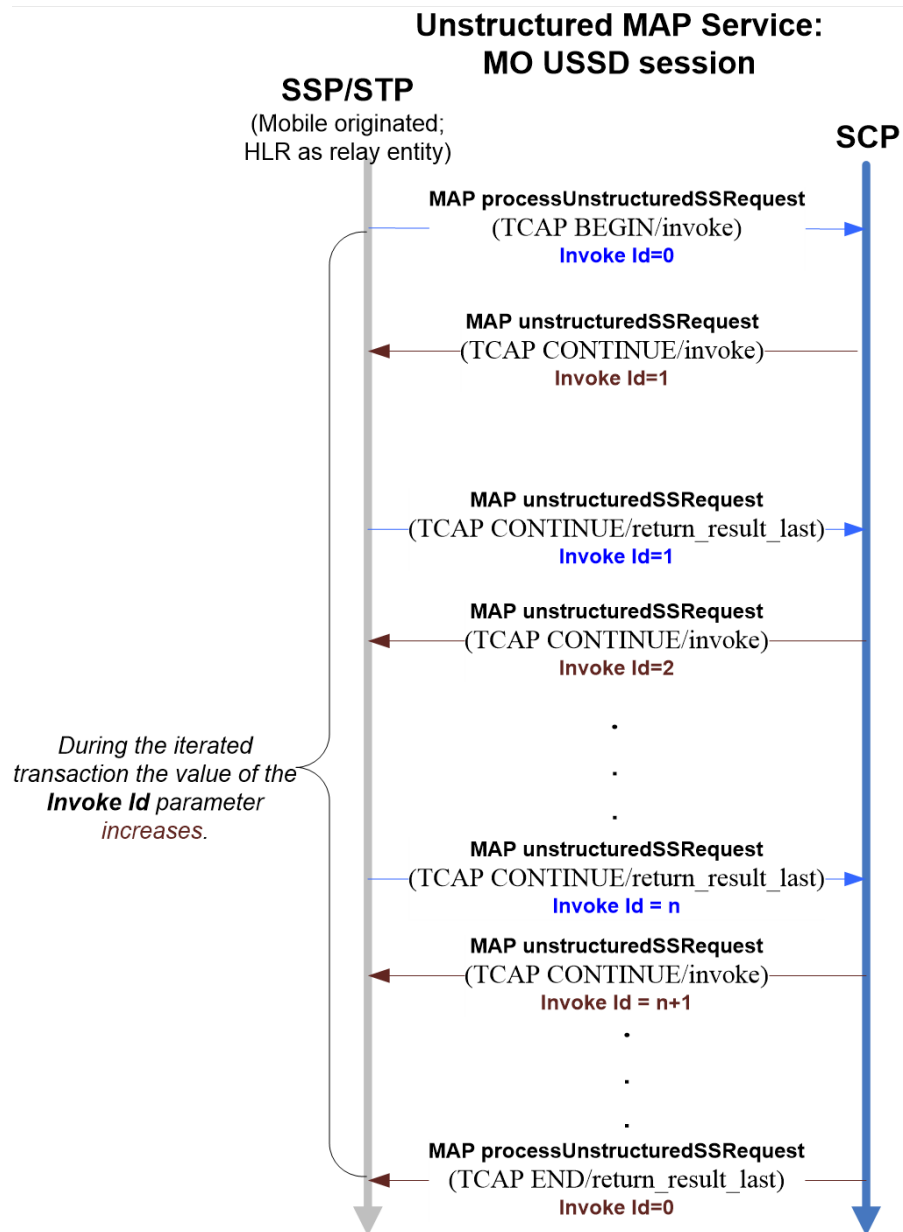 Unstructured MAP Service:
MO USSD session
SSP/STP
(Mobile originated;
HLR as relay entity)
SCP
MAP processUnstructuredSSRequest
(TCAP BEGIN/invoke)
Invoke Id=0
MAP unstructuredSSRequest
(TCAP CONTINUE/invoke)
Invoke Id=1
MAP unstructuredSSRequest
(TCAP CONTINUE/return_result_last)
Invoke Id=1
MAP unstructuredSSRequest
(TCAP CONTINUE/invoke)
Invoke Id=2
.
.
.
During the iterated
transaction the value of the
Invoke Id parameter
increases.
MAP unstructuredSSRequest
(TCAP CONTINUE/return_result_last)
Invoke Id = n
MAP unstructuredSSRequest
(TCAP CONTINUE/invoke)
Invoke Id = n+1
.
.
.
MAP processUnstructuredSSRequest
(TCAP END/return_result_last)
Invoke Id=0